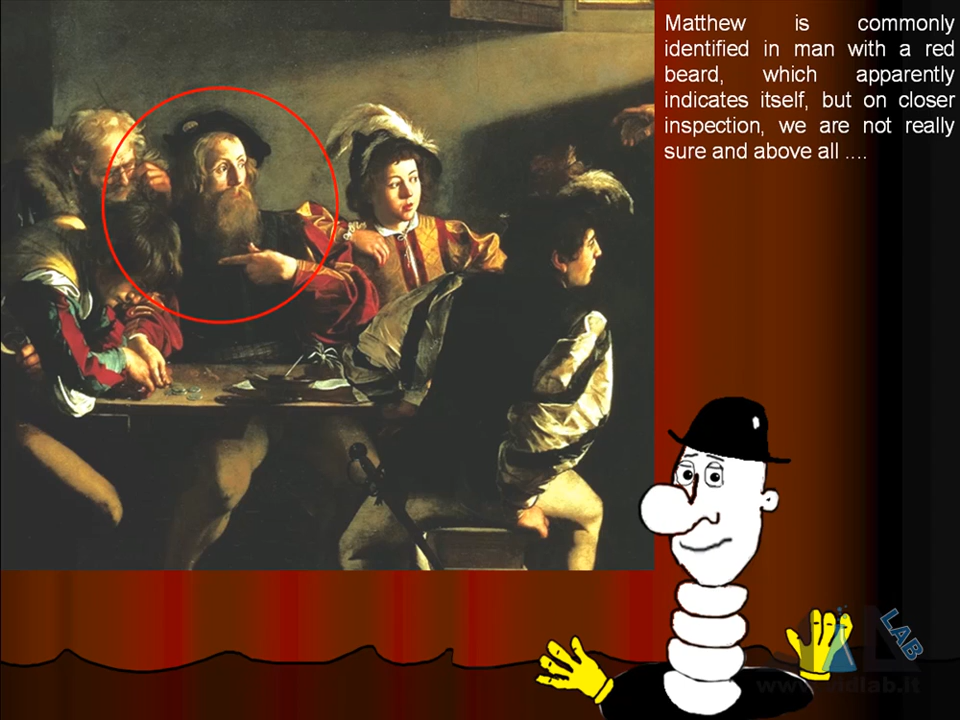 Matthew is commonly
identified in man with a red
beard, which apparently
indicates itself, but on closer
inspection, we are not really
sure and above all ....
LAB